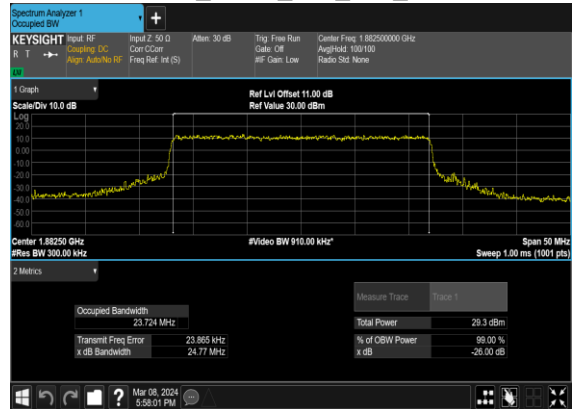 Spectrum Analyzer 1
Occupied BW
+
KEYSIGHT
R T
LW
Input: RF
Coupling: DC
Align: Auto/No RF
Input Z: 50 Ω
Corr CCorr
Freq Ref: Int (S)
Atten: 30 dB
Trig: Free Run
Gate: Off
#IF Gain: Low
Center Freq: 1.882500000 GHz
Avg|Hold: 100/100
Radio Std: None
1 Graph
Scale/Div 10.0 dB
Ref Lvl Offset 11.00 dB
Ref Value 30.00 dBm
Log
20.0
10.0
0.00
-10.0
-20.0
-30.0
-40.0
-50.0
-60.0
Center 1.88250 GHz
#Res BW 300.00 kHz
#Video BW 910.00 kHz*
Span 50 MHz
Sweep 1.00 ms (1001 pts)
2 Metrics
Measure Trace Trace 1
Occupied Bandwidth
23.724 MHz
Total Power 29.3 dBm
Transmit Freq Error 23.865 kHz
% of OBW Power 99.00 %
x dB Bandwidth 24.77 MHz
x dB -26.00 dB
?
Mar 08, 2024
5:58:01 PM